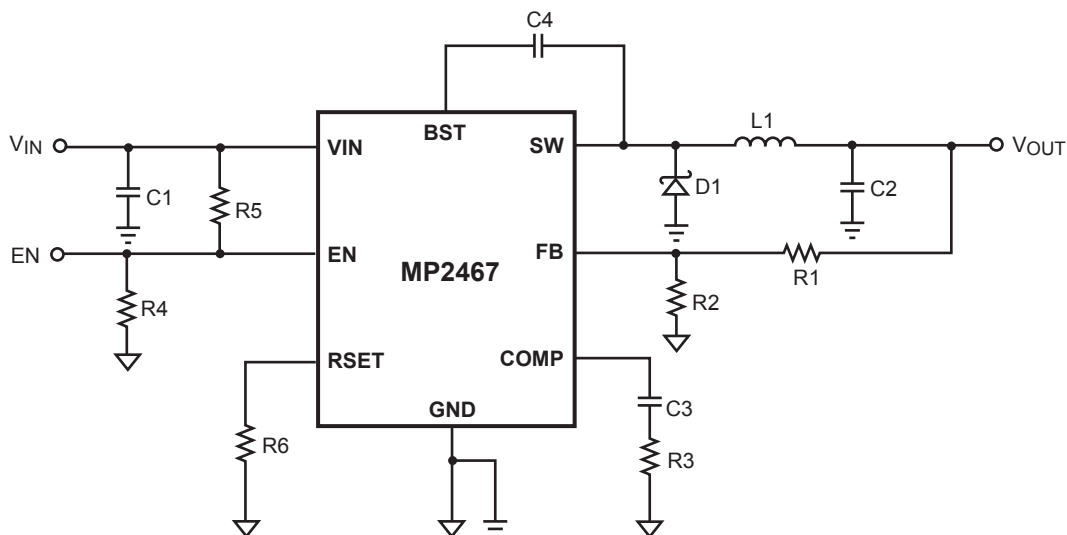 C4
BST
L1
VIN
VIN
SW
VOUT
C1
R5
D1
C2
EN
EN
FB
MP2467
R1
R4
R2
RSET
COMP
GND
C3
R6
R3